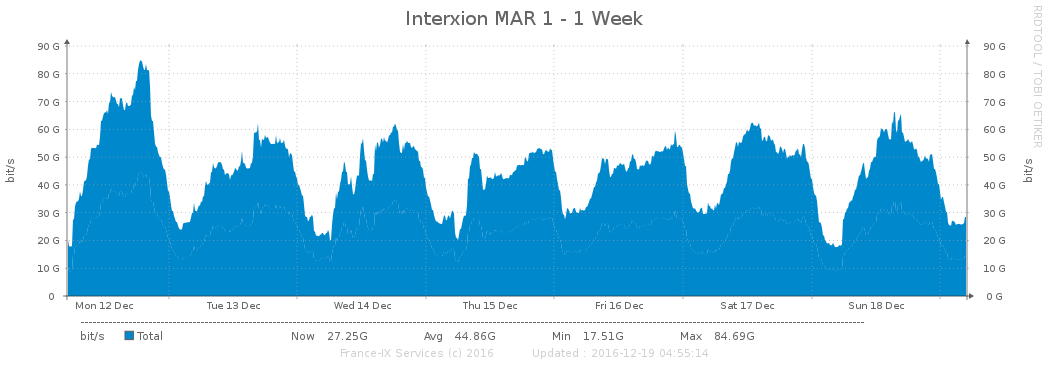 Interxion MAR 1 - 1 Week
RRDTOOL / TOBI OETIKER
bit/s
90 G
80 G
70 G
60 G
50 G
40 G
30 G
20 G
10 G
0
90 G
80 G
70 G
60 G
50 G
40 G
30 G
20 G
10 G
0 G
bit/s
Mon 12 Dec Tue 13 Dec Wed 14 Dec Thu 15 Dec Fri 16 Dec Sat 17 Dec Sun 18 Dec
bit/s Total Now 27.25G Avg 44.86G Min 17.51G Max 84.69G
France-IX Services (c) 2016 Updated : 2016-12-19 04:55:14